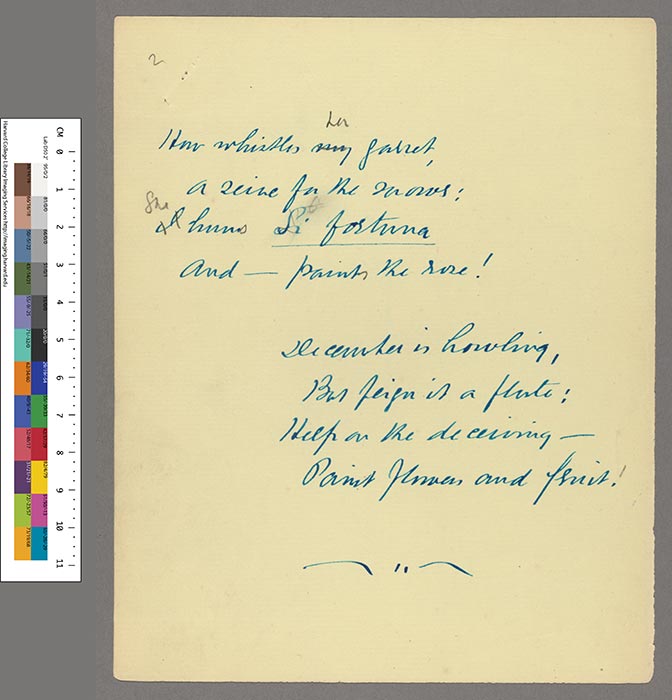 2
her
How whistles my garret,
A seine for the snows:
She
I hums Si fortuna
And — paints the rose!
December is howling,
But feign it a flute:
Help on the deceiving —
Paint flowers and fruit!
CM 0 1 2 3 4 5 6 7 8 9 10 11
Harvard College Library Imaging Services http://imaging.harvard.edu